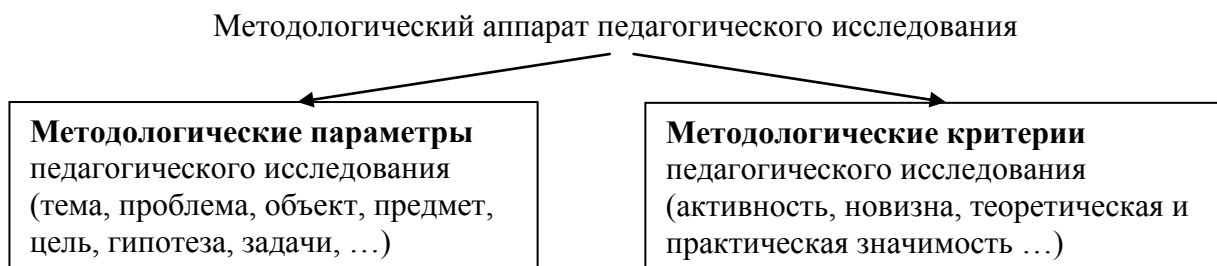 Методологический аппарат педагогического исследования
Методологические параметры
педагогического исследования
(тема, проблема, объект, предмет,
цель, гипотеза, задачи, …)
Методологические критерии
педагогического исследования
(активность, новизна, теоретическая и
практическая значимость …)